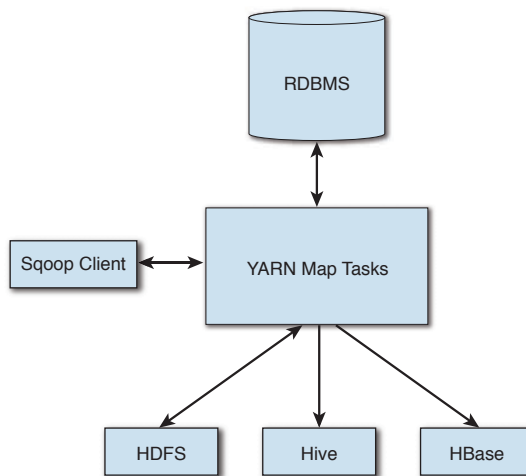 RDBMS
Sqoop Client
YARN Map Tasks
HDFS
Hive
HBase